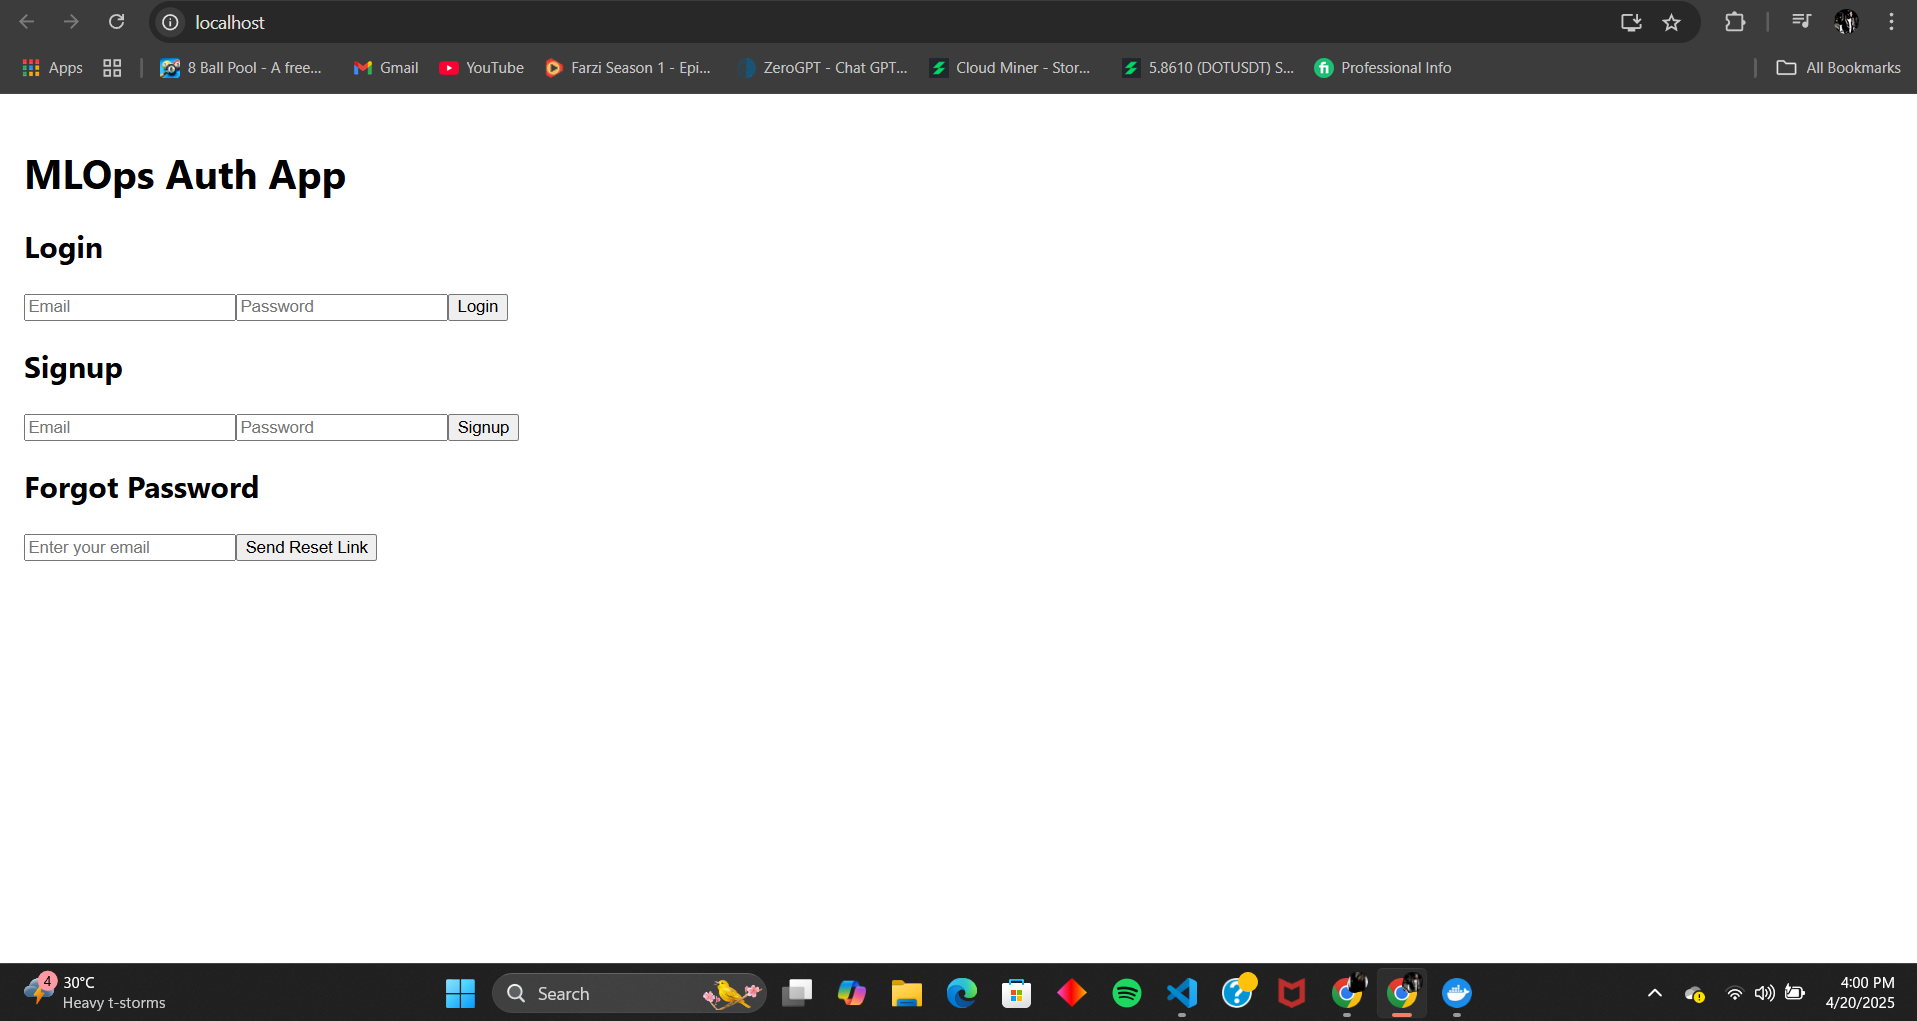 localhost
Apps
8 Ball Pool - A free...
Gmail
YouTube
Farzi Season 1 - Epi...
ZeroGPT - Chat GPT...
Cloud Miner - Stor...
5.8610 (DOTUSDT) S...
Professional Info
All Bookmarks
MLOps Auth App
Login
Email
Password
Login
Signup
Email
Password
Signup
Forgot Password
Enter your email
Send Reset Link
4
30°C
Heavy t-storms
Search
4:00 PM
4/20/2025